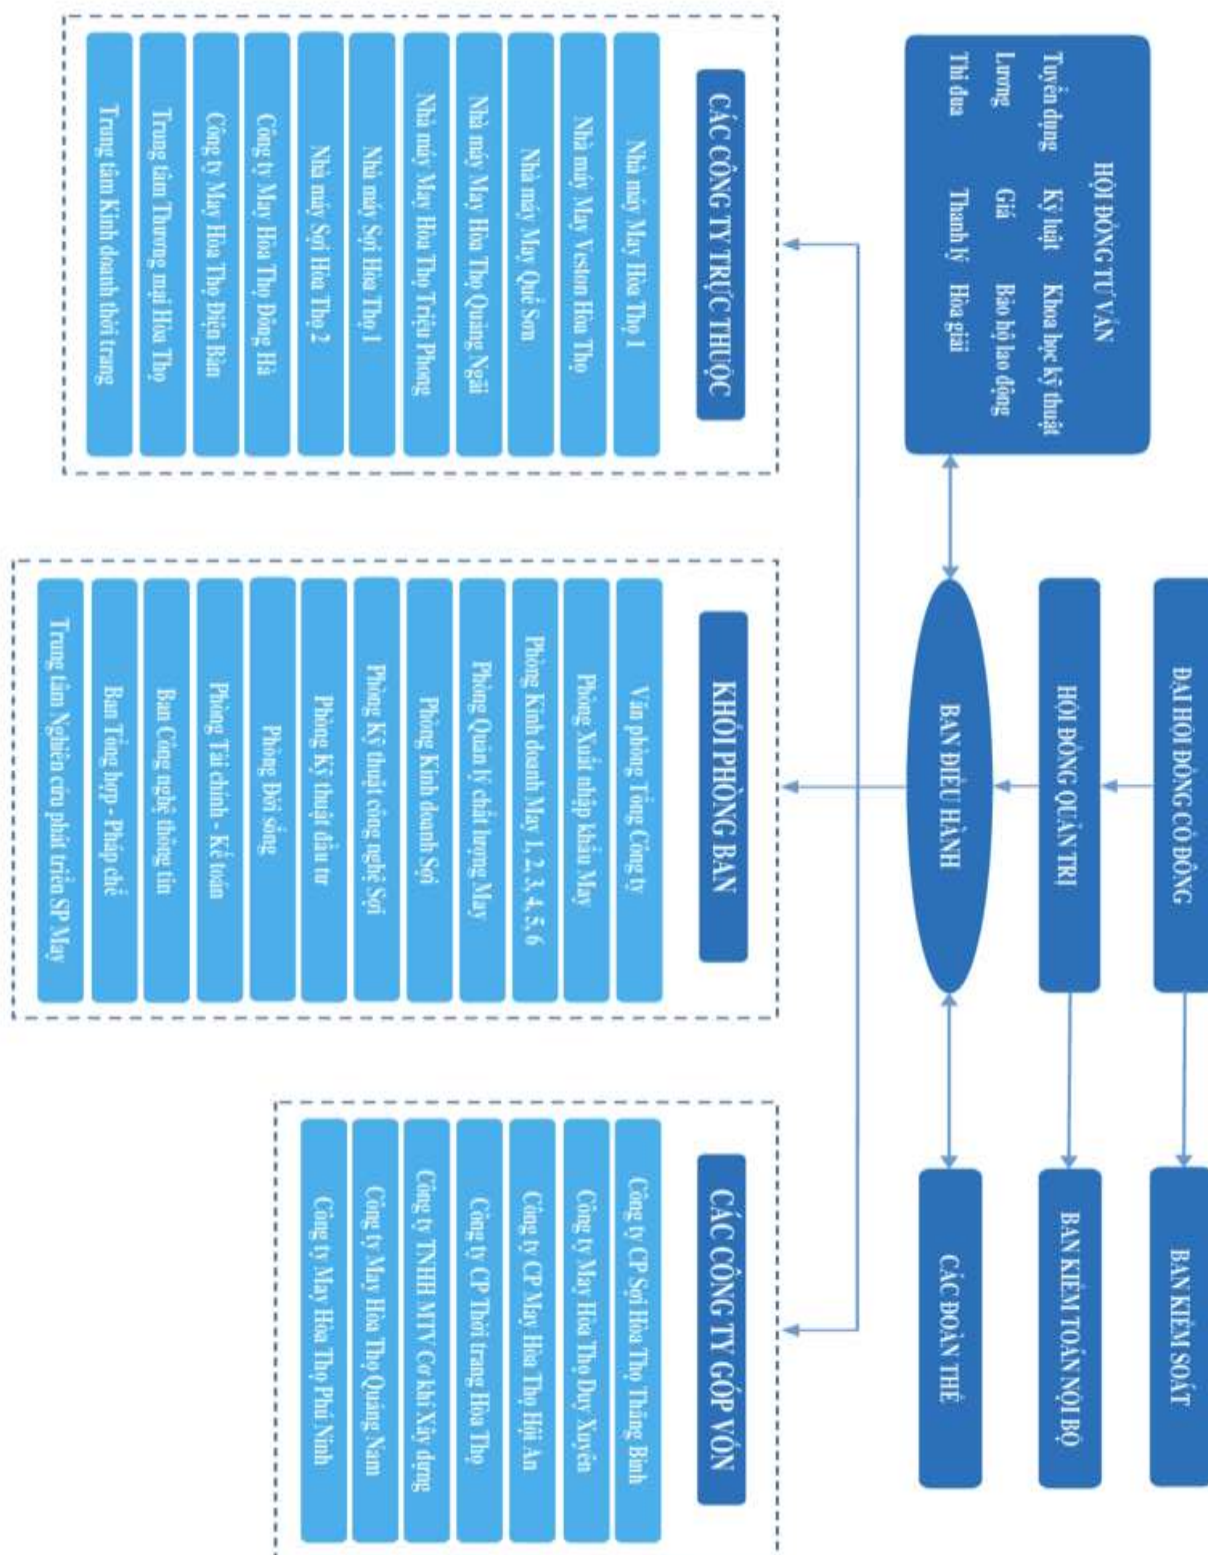 ĐẠI HỘI ĐỒNG CỔ ĐÔNG
BAN KIỂM SOÁT
HỘI ĐỒNG QUẢN TRỊ
BAN KIỂM TOÁN NỘI BỘ
HỘI ĐỒNG TƯ VẤN
Tuyển dụng Kỷ luật Khoa học kỹ thuật
Lương Giá Bảo hộ lao động
Thi đua Thanh lý Hòa giải
BAN ĐIỀU HÀNH
CÁC ĐOÀN THỂ
CÁC CÔNG TY TRỰC THUỘC
Nhà máy May Hòa Thọ 1
Nhà máy May Veston Hòa Thọ
Nhà máy May Quế Sơn
Nhà máy May Hòa Thọ Quảng Ngãi
Nhà máy May Hòa Thọ Triệu Phong
Nhà máy Sợi Hòa Thọ 1
Nhà máy Sợi Hòa Thọ 2
Công ty May Hòa Thọ Đông Hà
Công ty May Hòa Thọ Điện Bàn
Trung tâm Thương mại Hòa Thọ
Trung tâm Kinh doanh thời trang
KHỐI PHÒNG BAN
Văn phòng Tổng Công ty
Phòng Xuất nhập khẩu May
Phòng Kinh doanh May 1, 2, 3, 4, 5, 6
Phòng Quản lý chất lượng May
Phòng Kinh doanh Sợi
Phòng Kỹ thuật công nghệ Sợi
Phòng Kỹ thuật đầu tư
Phòng Đời sống
Phòng Tài chính - Kế toán
Ban Công nghệ thông tin
Ban Tổng hợp - Pháp chế
Trung tâm Nghiên cứu phát triển SP May
CÁC CÔNG TY GÓP VỐN
Công ty CP Sợi Hòa Thọ Thăng Bình
Công ty May Hòa Thọ Duy Xuyên
Công ty CP May Hòa Thọ Hội An
Công ty CP Thời trang Hòa Thọ
Công ty TNHH MTV Cơ khí Xây dựng
Công ty May Hòa Thọ Quảng Nam
Công ty May Hòa Thọ Phú Ninh